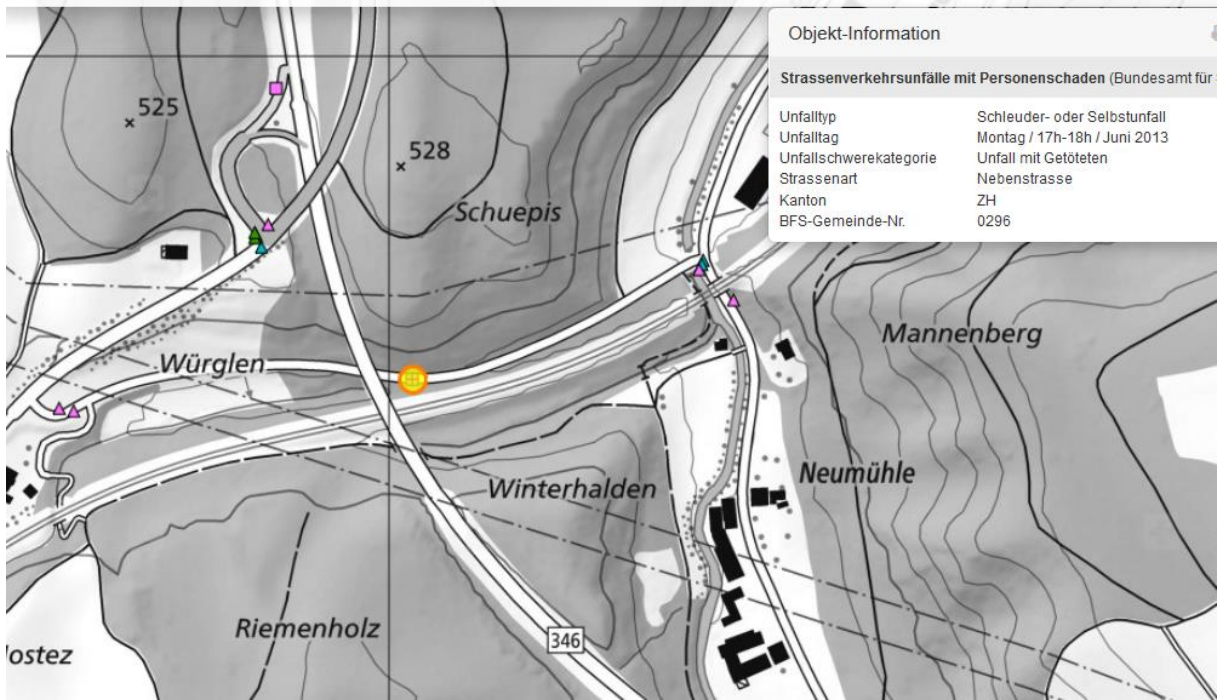 Objekt-Information
Strassenverkehrsunfälle mit Personenschaden (Bundesamt für
Unfalltyp Schleuder- oder Selbstunfall
Unfalltag Montag / 17h-18h / Juni 2013
Unfallschwerekategorie Unfall mit Getöteten
Strassenart Nebenstrasse
Kanton ZH
BFS-Gemeinde-Nr. 0296
525
528
Schuepis
Mannenberg
Würglen
Neumühle
Winterhalden
Riemenholz
346
ostez